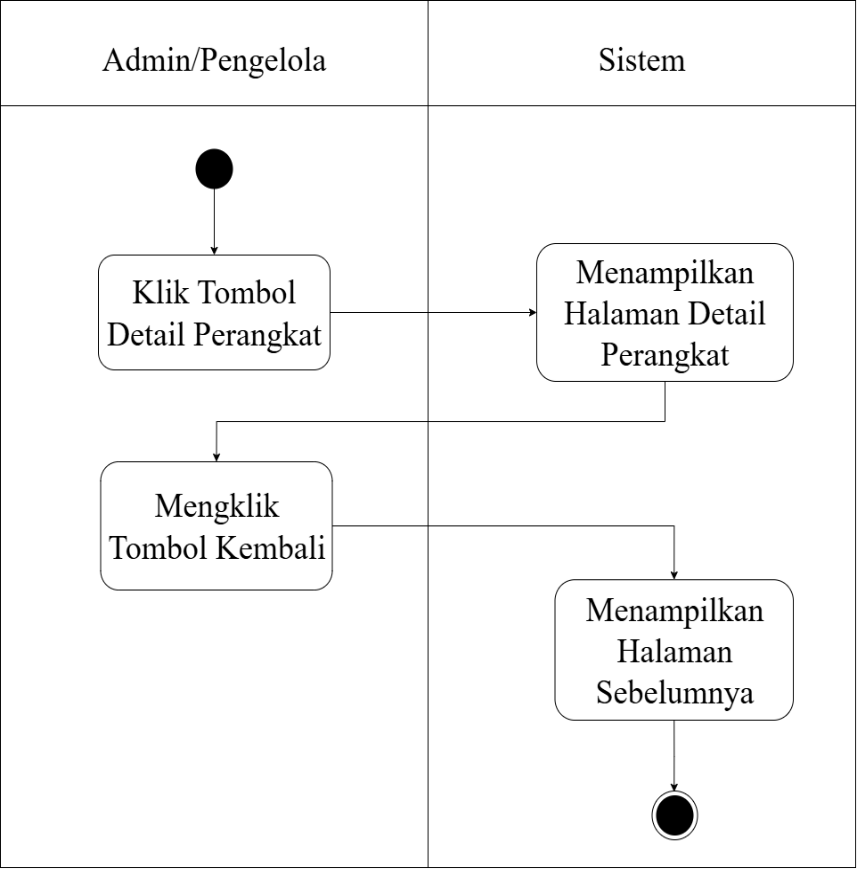 Admin/Pengelola
Sistem
Klik Tombol
Detail Perangkat
Menampilkan
Halaman Detail
Perangkat
Mengklik
Tombol Kembali
Menampilkan
Halaman
Sebelumnya